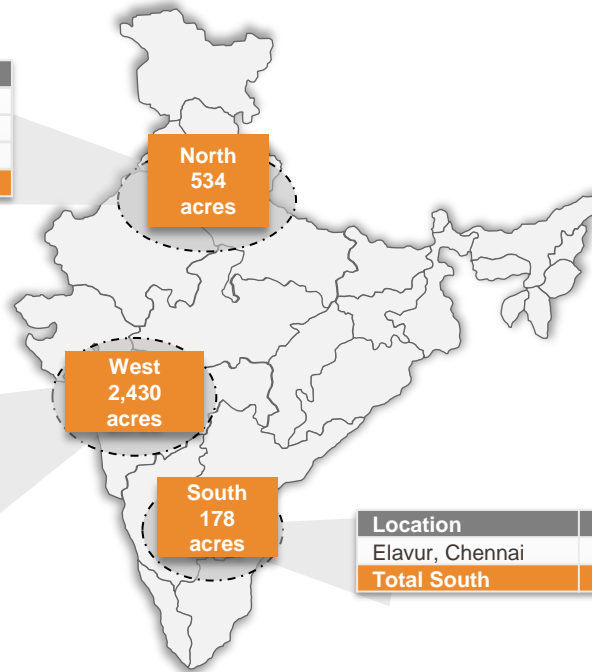 North
534
acres
West
2,430
acres
South
178
acres
Location
Elavur, Chennai
Total South